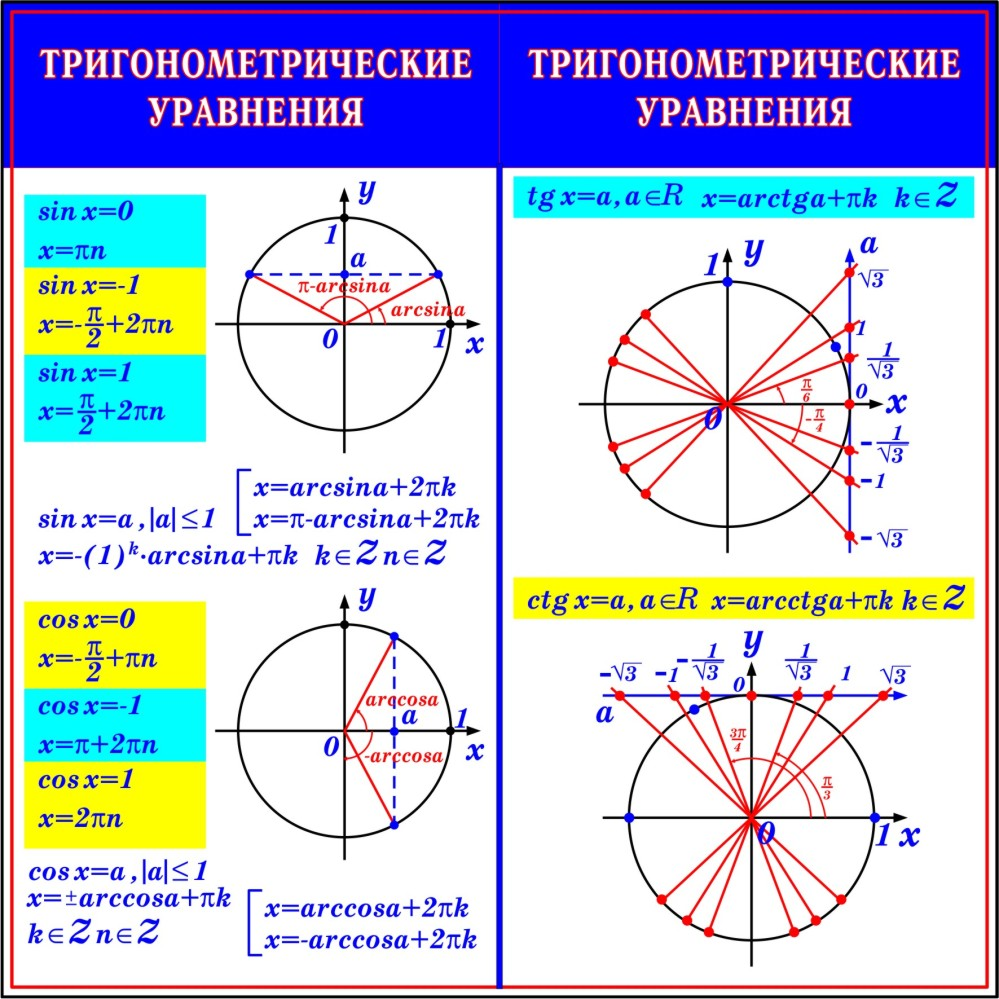 ТРИГОНОМЕТРИЧЕСКИЕ
УРАВНЕНИЯ
sin x=0
x=πn
sin x=-1
x=-π/2+2πn
sin x=1
x=π/2+2πn
y
1
a
π-arcsina
arcsina
0
1
x
sin x=a ,|a|≤1
x=arcsina+2πk
x=π-arcsina+2πk
x=-(1)ᵏ·arcsina+πk k∈Z n∈Z
cos x=0
x=-π/2+πn
cos x=-1
x=π+2πn
cos x=1
x=2πn
y
arccosa
a
1
0
x
-arccosa
cos x=a ,|a|≤1
x=±arccosa+πk
k∈Z n∈Z
x=arccosa+2πk
x=-arccosa+2πk
ТРИГОНОМЕТРИЧЕСКИЕ
УРАВНЕНИЯ
tg x=a, a∈R x=arctga+πk k∈Z
1
y
a
√3
1
1/√3
π/6
0
x
0
-π/4
-1/√3
-1
-√3
ctg x=a, a∈R x=arcctga+πk k∈Z
y
-√3
-1
-1/√3
0
1/√3
1
√3
a
3π/4
π/3
0
1
x